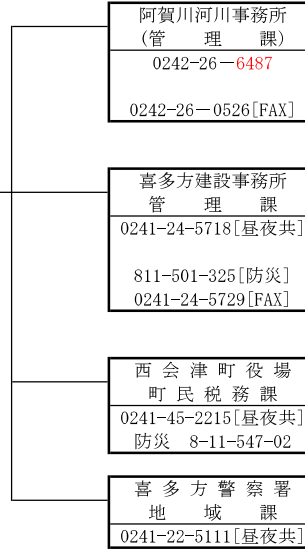 阿賀川河川事務所
(管　理　課)
0242-26－6487
0242-26－0526[FAX]
喜多方建設事務所
管　理　課
0241-24-5718[昼夜共]
811-501-325[防災]
0241-24-5729[FAX]
西会津町役場
町民税務課
0241-45-2215[昼夜共]
防災　8-11-547-02
喜多方警察署
地　域　課
0241-22-5111[昼夜共]